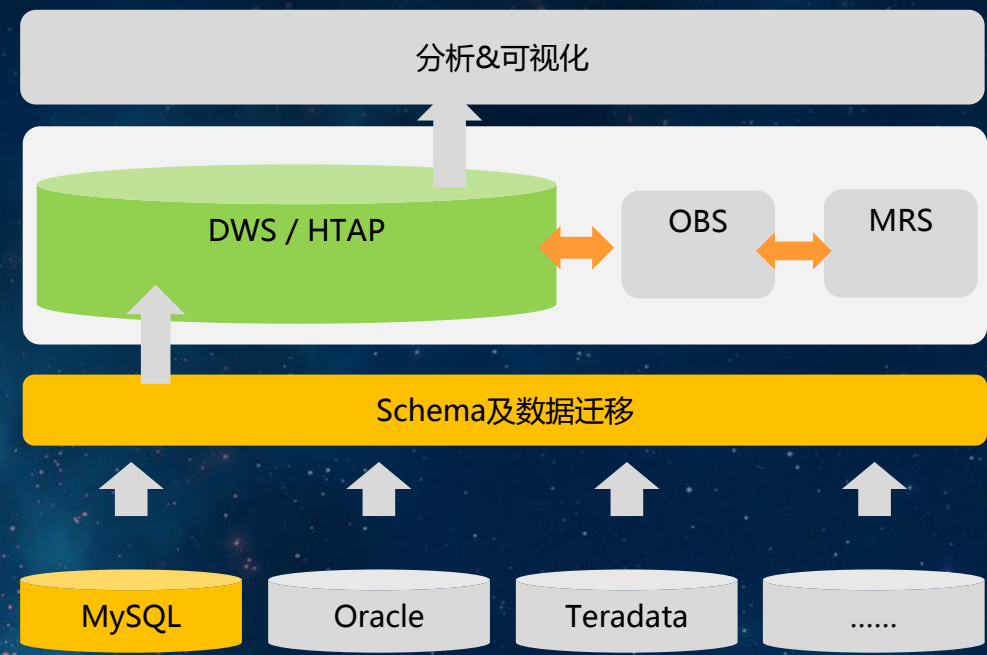 分析&可视化
DWS / HTAP
OBS
MRS
Schema及数据迁移
MySQL
Oracle
Teradata
......